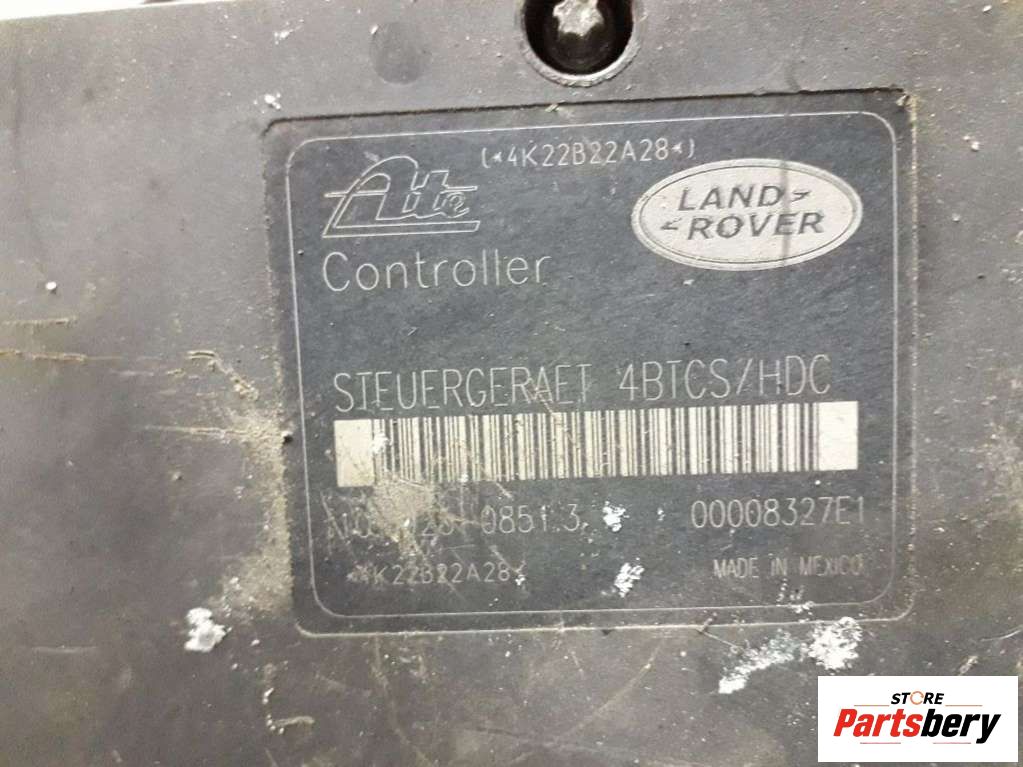 (*4K22B22A28*)
Ate
LAND
ROVER
Controller
STEUERGERAET 4BTCS/HDC
0851.3 00008327E1
*4K22B22A28*
MADE IN MEXICO
STORE
Partsbery